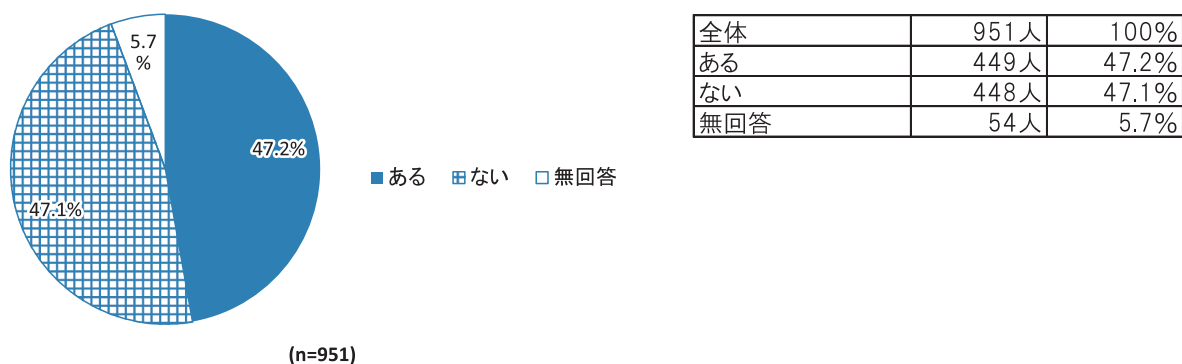 5.7
%
47.2%
47.1%
ある ない 無回答
(n=951)
全体 951人 100%
ある 449人 47.2%
ない 448人 47.1%
無回答 54人 5.7%